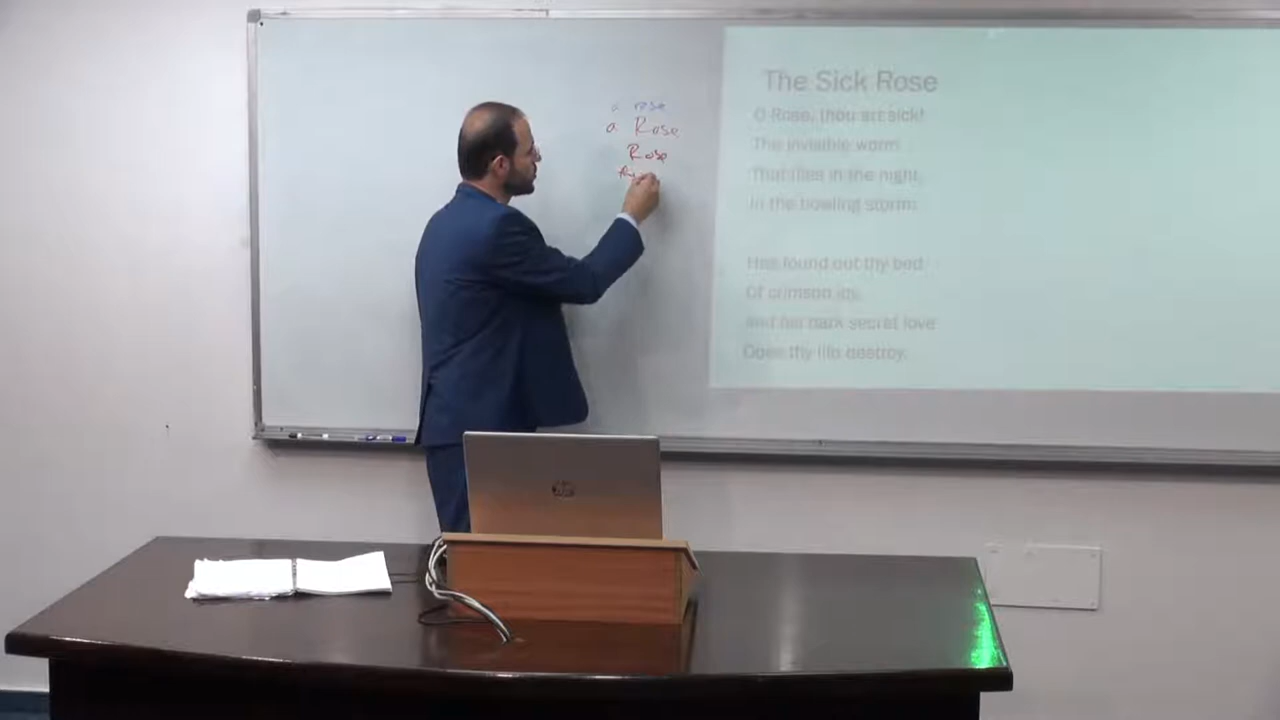 a rose
a Rose
Rose
The Sick Rose
O Rose, thou art sick!
The invisible worm
That flies in the night
In the howling storm
Has found out thy bed
Of crimson joy
And his dark secret love
Does thy life destroy.
hp